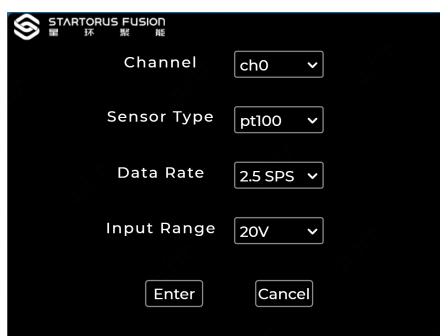 STARTORUS FUSION
星环聚能
Channel ch0
Sensor Type pt100
Data Rate 2.5 SPS
Input Range 20V
Enter Cancel